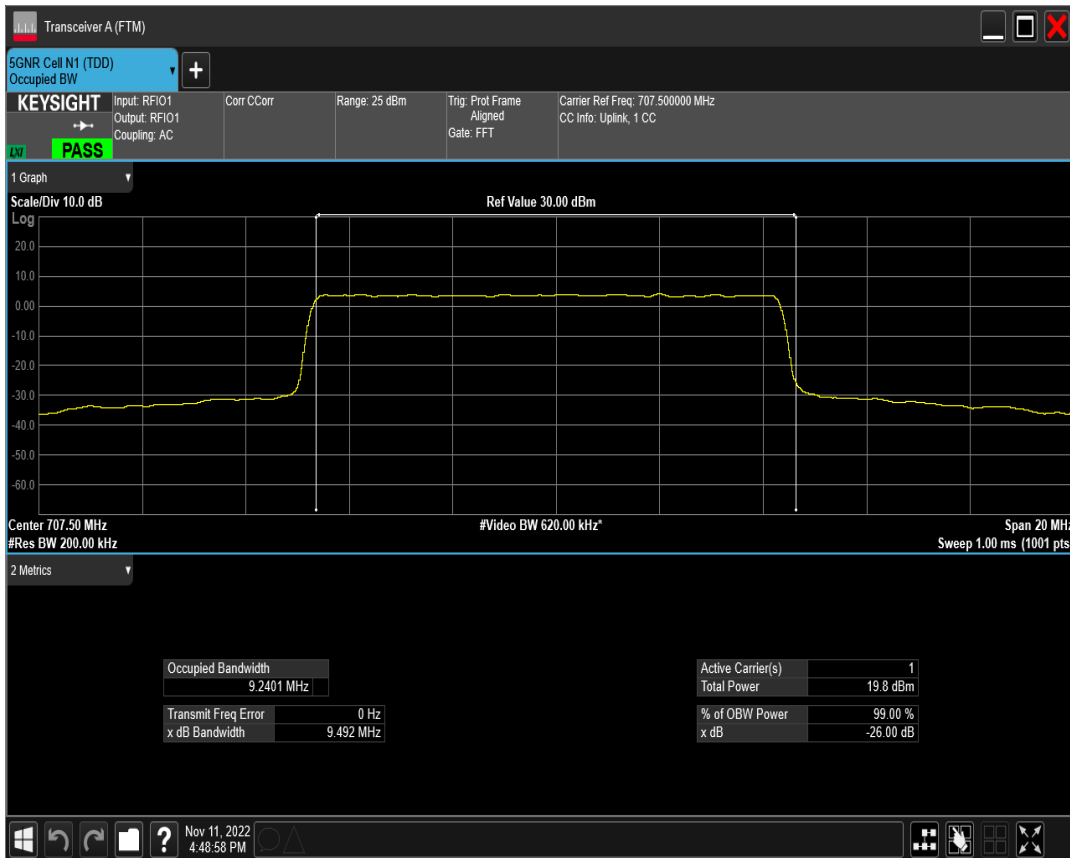 Transceiver A (FTM)
5GNR Cell N1 (TDD)
Occupied BW
+
KEYSIGHT
LXI
PASS
Input: RFIO1
Output: RFIO1
Coupling: AC
Corr CCorr
Range: 25 dBm
Trig: Prot Frame
Aligned
Gate: FFT
Carrier Ref Freq: 707.500000 MHz
CC Info: Uplink, 1 CC
1 Graph
Scale/Div 10.0 dB
Ref Value 30.00 dBm
Log
20.0
10.0
0.00
-10.0
-20.0
-30.0
-40.0
-50.0
-60.0
Center 707.50 MHz
#Video BW 620.00 kHz*
Span 20 MHz
#Res BW 200.00 kHz
Sweep 1.00 ms (1001 pts
2 Metrics
Occupied Bandwidth
9.2401 MHz
Transmit Freq Error 0 Hz
x dB Bandwidth 9.492 MHz
Active Carrier(s) 1
Total Power 19.8 dBm
% of OBW Power 99.00 %
x dB -26.00 dB
?
Nov 11, 2022
4:48:58 PM